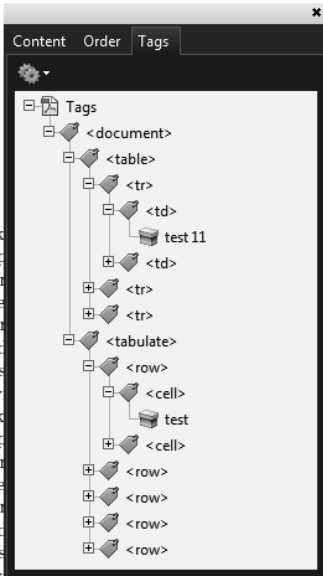 Content Order Tags
Tags
<document>
<table>
<tr>
<td>
test 11
<td>
<tr>
<tr>
<tabulate>
<row>
<cell>
test
<cell>
<row>
<row>
<row>
<row>